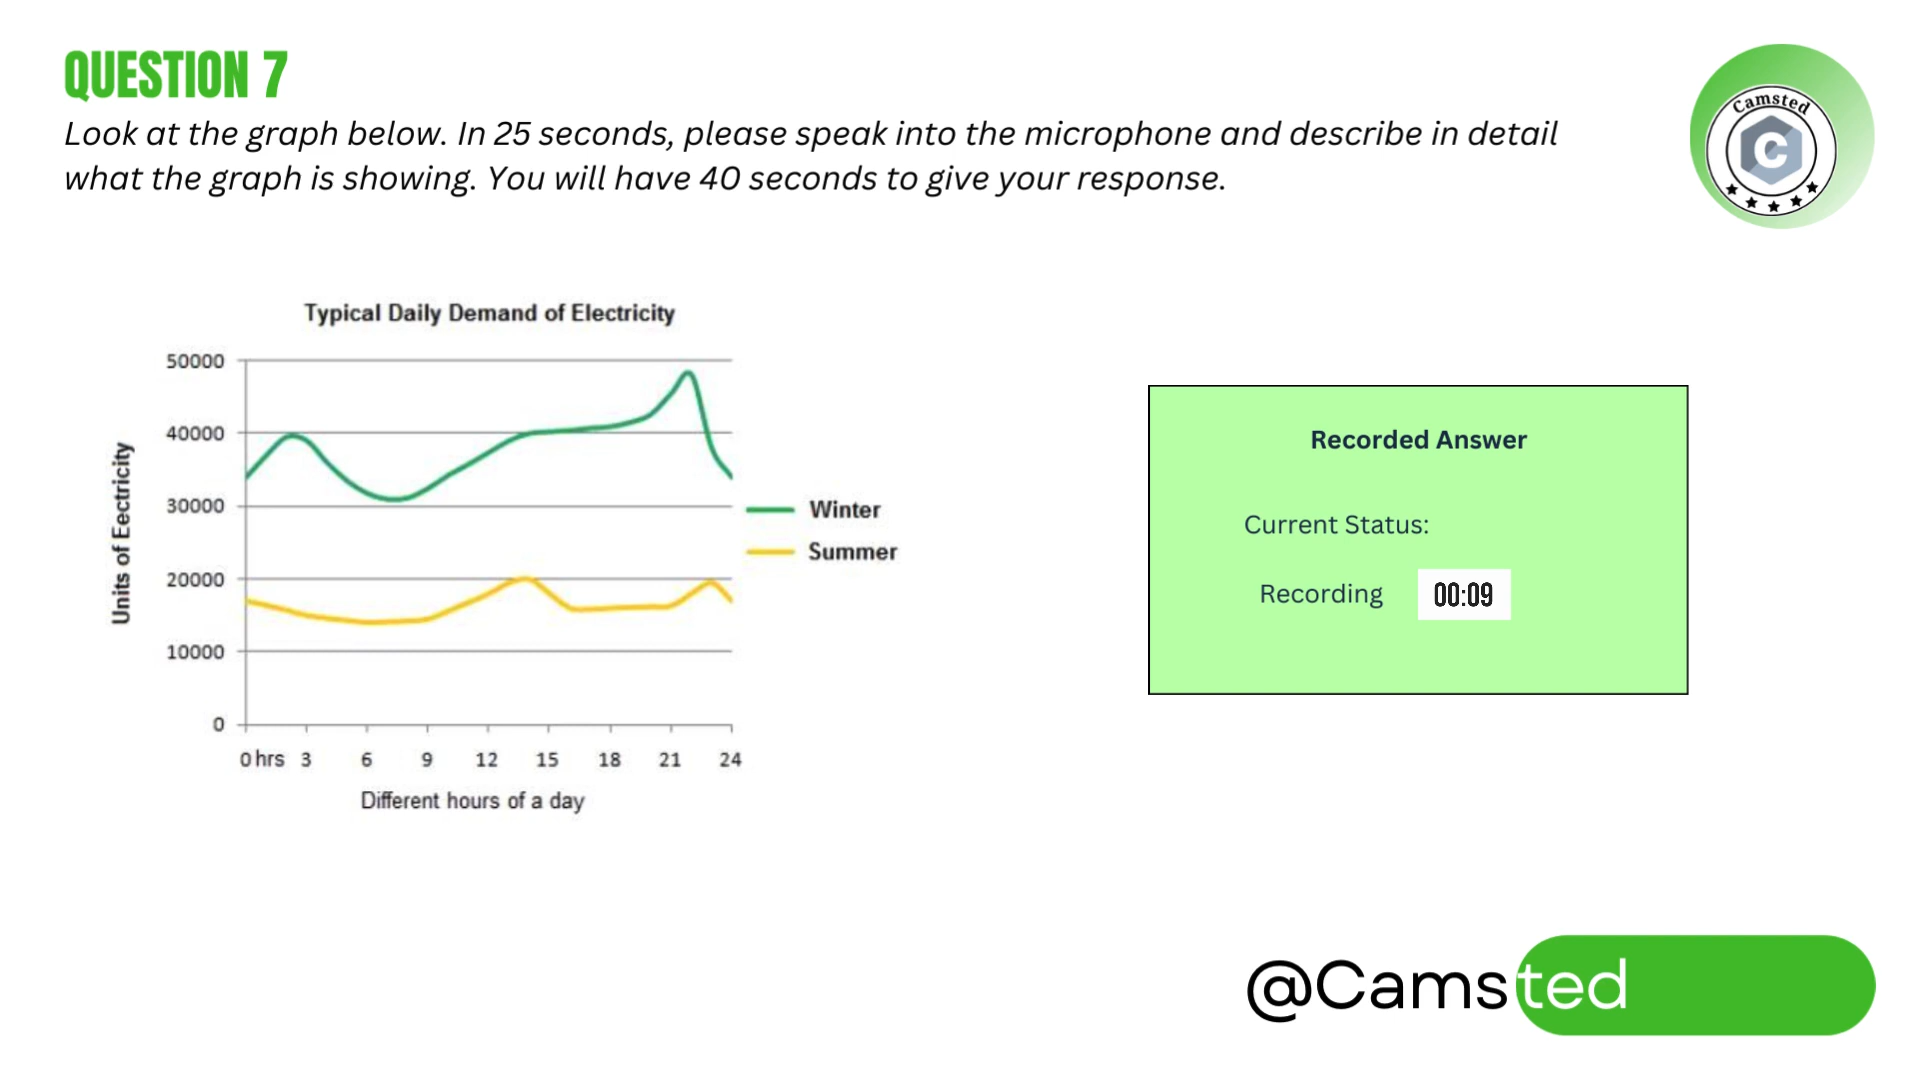 QUESTION 7
Look at the graph below. In 25 seconds, please speak into the microphone and describe in detail
what the graph is showing. You will have 40 seconds to give your response.
Camsted
C
Typical Daily Demand of Electricity
50000
40000
30000
20000
10000
0
Units of Eectricity
0 hrs 3 6 9 12 15 18 21 24
Different hours of a day
Winter
Summer
Recorded Answer
Current Status:
Recording 00:09
@Camsted